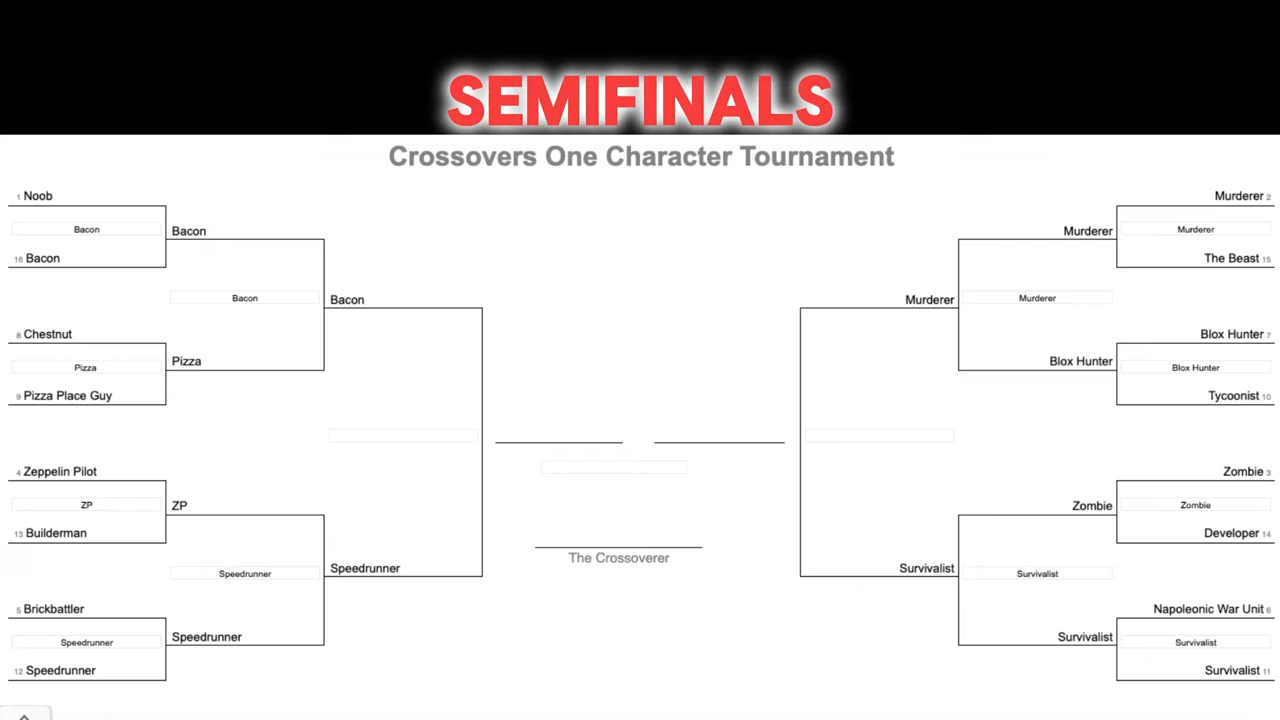 SEMIFINALS
Crossovers One Character Tournament
1 Noob
Bacon
16 Bacon
Bacon
8 Chestnut
Pizza
9 Pizza Place Guy
Pizza
Bacon
Bacon
4 Zeppelin Pilot
ZP
13 Builderman
ZP
5 Brickbattler
Speedrunner
12 Speedrunner
Speedrunner
Speedrunner
Speedrunner
The Crossoverer
Murderer 2
Murderer
The Beast 15
Murderer
Blox Hunter 7
Blox Hunter
Tycoonist 10
Blox Hunter
Murderer
Murderer
Zombie 3
Zombie
Developer 14
Zombie
Napoleonic War Unit 6
Survivalist
Survivalist 11
Survivalist
Survivalist
Survivalist